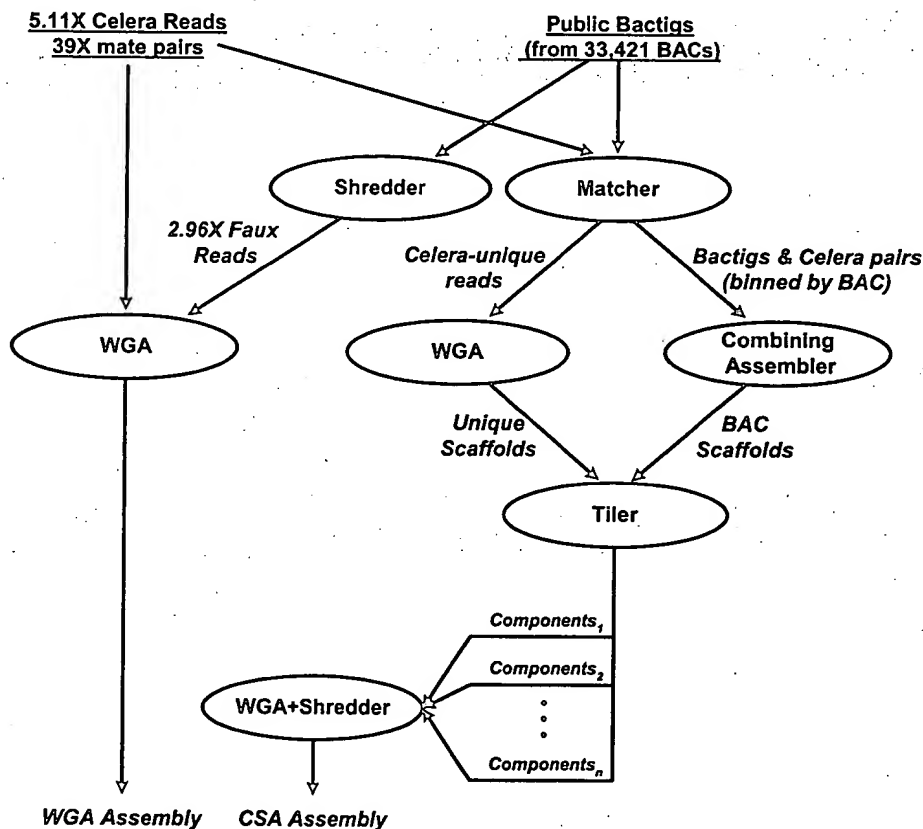 5.11X Celera Reads
39X mate pairs
Public Bactigs
(from 33,421 BACs)
Shredder
Matcher
2.96X Faux
Reads
Celera-unique
reads
Bactigs & Celera pairs
(binned by BAC)
WGA
WGA
Combining
Assembler
Unique
Scaffolds
BAC
Scaffolds
Tiler
Components1
Components2
WGA+Shredder
Componentsn
WGA Assembly
CSA Assembly